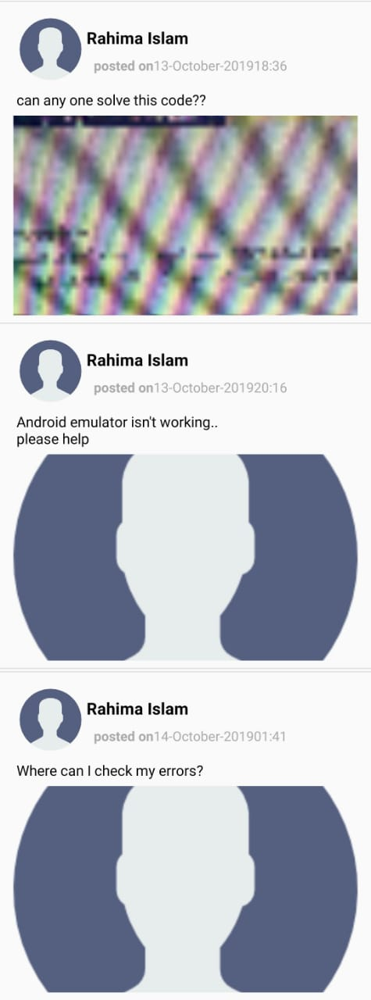 Rahima Islam
posted on13-October-201918:36
can any one solve this code??
Rahima Islam
posted on13-October-201920:16
Android emulator isn't working..
please help
Rahima Islam
posted on14-October-201901:41
Where can I check my errors?